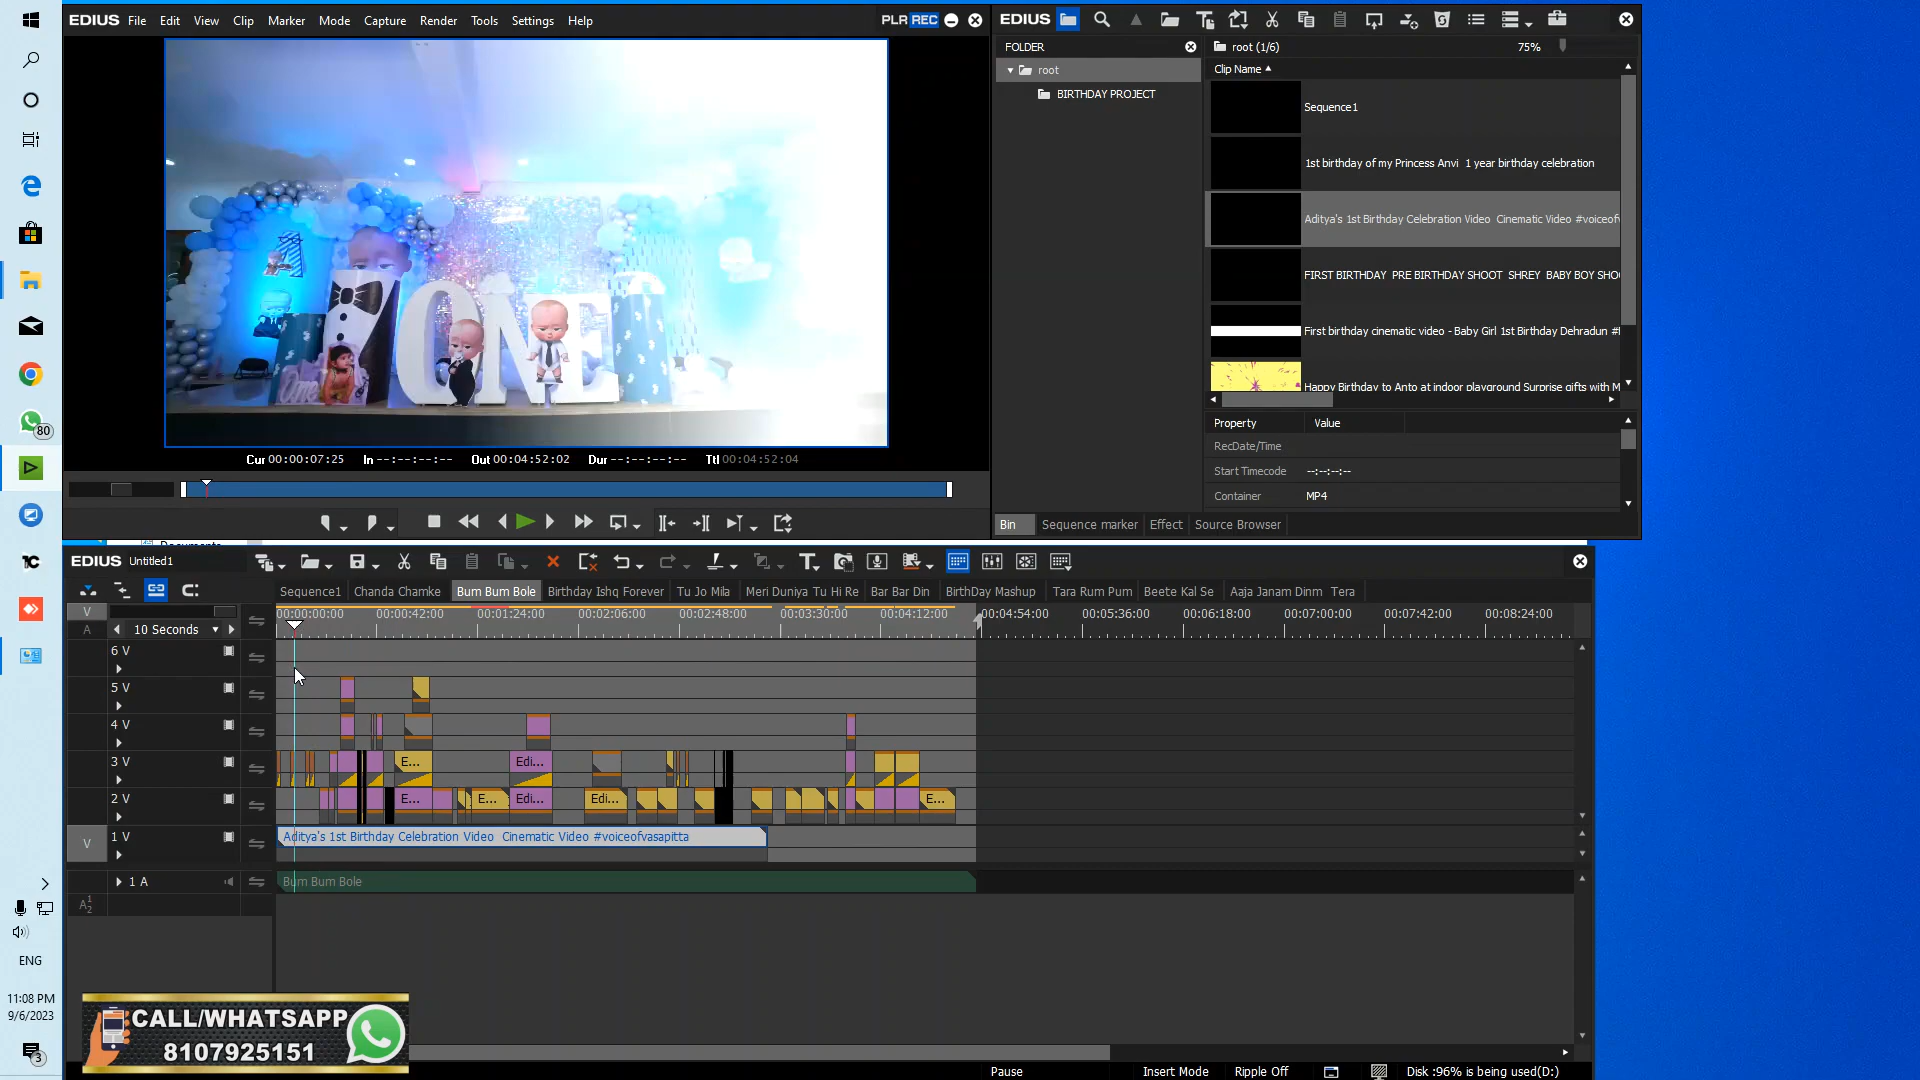 EDIUS File Edit View Clip Marker Mode Capture Render Tools Settings Help PLR REC
EDIUS
FOLDER
root (1/6) 75%
root
BIRTHDAY PROJECT
Clip Name
Sequence1
1st birthday of my Princess Anvi 1 year birthday celebration
Aditya's 1st Birthday Celebration Video Cinematic Video #voiceofv
FIRST BIRTHDAY PRE BIRTHDAY SHOOT SHREY BABY BOY SHO
First birthday cinematic video - Baby Girl 1st Birthday Dehradun #
Happy Birthday to Anto at indoor playground Surprise gifts with M
ONE
Cur 00:00:07:25 In --:--:--:-- Out 00:04:52:02 Dur --:--:--:-- Ttl 00:04:52:04
Property Value
RecDate/Time
Start Timecode --:--:--:--
Container MP4
Bin Sequence marker Effect Source Browser
EDIUS Untitled1
Sequence1 Chanda Chamke Bum Bum Bole Birthday Ishq Forever Tu Jo Mila Meri Duniya Tu Hi Re Bar Bar Din BirthDay Mashup Tara Rum Pum Beete Kal Se Aaja Janam Dinm Tera
V
A
10 Seconds
00:00:00:00 00:00:42:00 00:01:24:00 00:02:06:00 00:02:48:00 00:03:30:00 00:04:12:00 00:04:54:00 00:05:36:00 00:06:18:00 00:07:00:00 00:07:42:00 00:08:24:00
6 V
5 V
4 V
3 V E... Edi...
2 V E... E... Edi... Edi... E...
V 1 V Aditya's 1st Birthday Celebration Video Cinematic Video #voiceofvasapitta
1 A Bum Bum Bole
A 1 2
80
TC
ENG
11:08 PM
9/6/2023
3
CALL/WHATSAPP
8107925151
Pause Insert Mode Ripple Off Disk :96% is being used(D:)